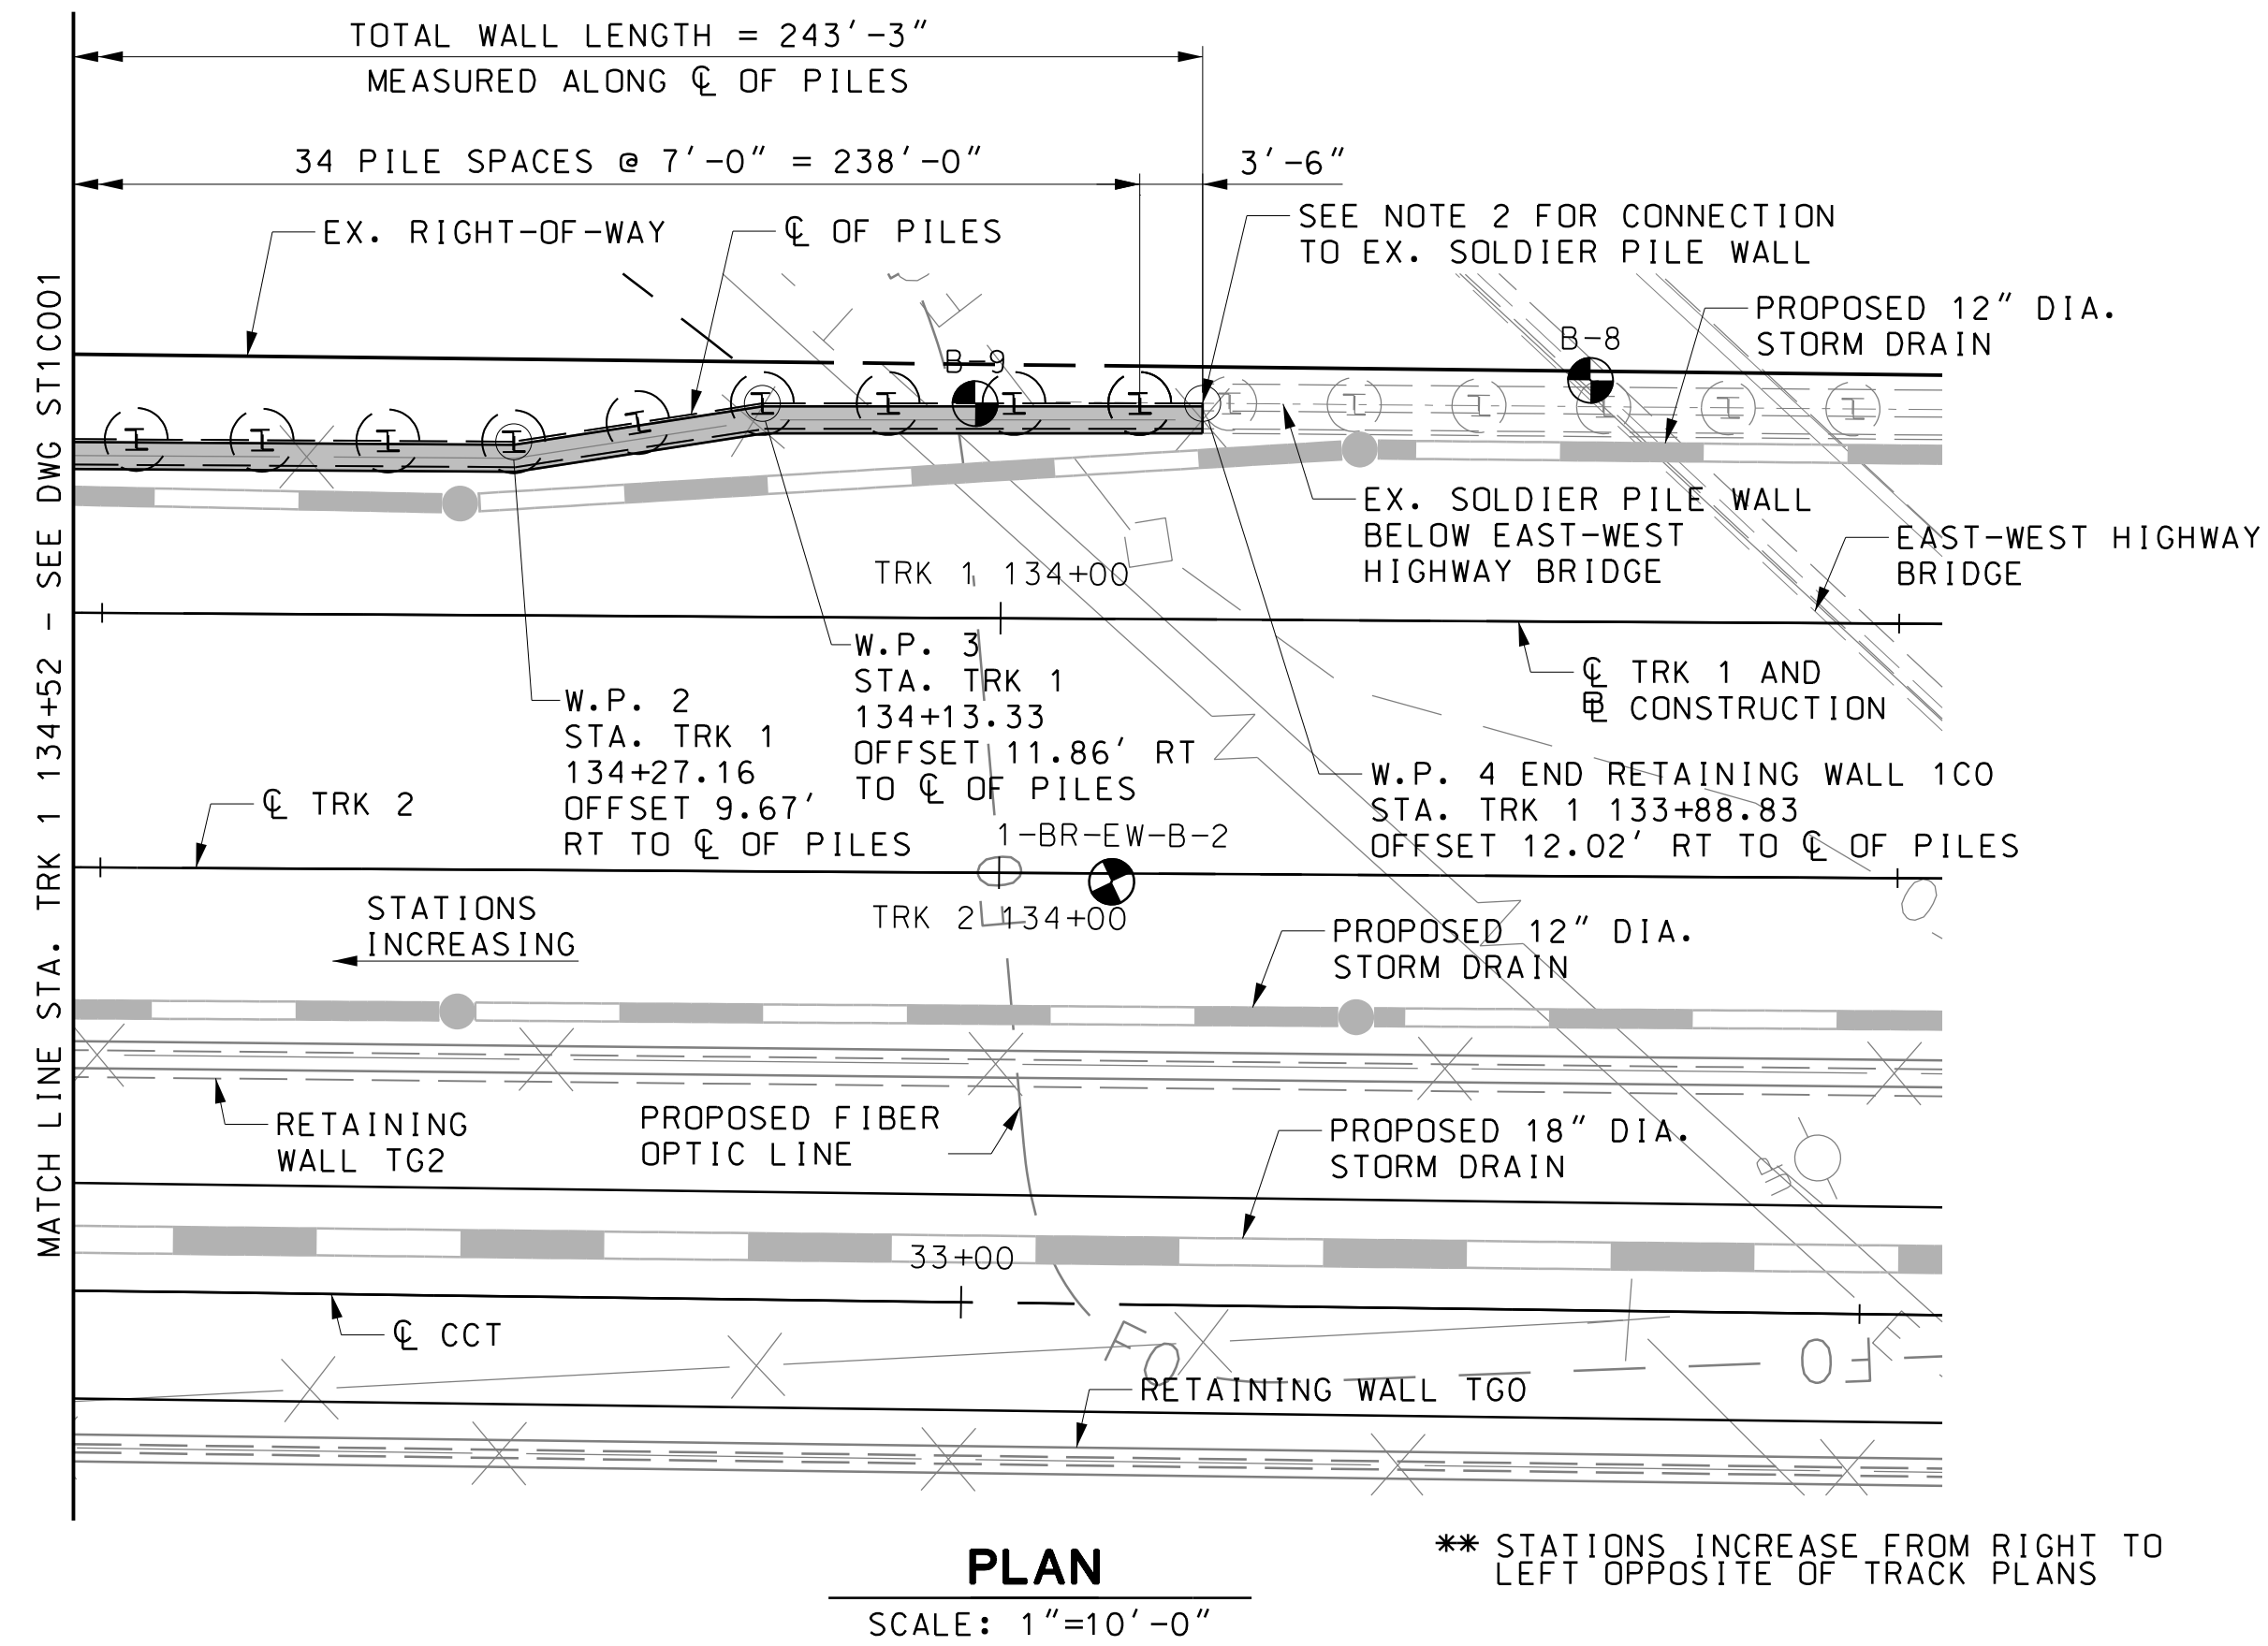 TOTAL WALL LENGTH = 243'-3"
MEASURED ALONG ℄ OF PILES
34 PILE SPACES @ 7'-0" = 238'-0"
3'-6"
EX. RIGHT-OF-WAY
℄ OF PILES
SEE NOTE 2 FOR CONNECTION
TO EX. SOLDIER PILE WALL
PROPOSED 12" DIA.
STORM DRAIN
B-9
B-8
MATCH LINE STA. TRK 1 134+52 - SEE DWG ST1C001
EX. SOLDIER PILE WALL
BELOW EAST-WEST
HIGHWAY BRIDGE
EAST-WEST HIGHWAY
BRIDGE
TRK 1 134+00
W.P. 3
STA. TRK 1
134+13.33
OFFSET 11.86' RT
TO ℄ OF PILES
W.P. 2
STA. TRK 1
134+27.16
OFFSET 9.67'
RT TO ℄ OF PILES
℄ TRK 1 AND
BL CONSTRUCTION
W.P. 4 END RETAINING WALL 1C0
STA. TRK 1 133+88.83
OFFSET 12.02' RT TO ℄ OF PILES
℄ TRK 2
1-BR-EW-B-2
TRK 2 134+00
STATIONS
INCREASING
PROPOSED 12" DIA.
STORM DRAIN
RETAINING
WALL TG2
PROPOSED FIBER
OPTIC LINE
PROPOSED 18" DIA.
STORM DRAIN
33+00
℄ CCT
FO
FO
RETAINING WALL TG0
PLAN
SCALE: 1"=10'-0"
** STATIONS INCREASE FROM RIGHT TO
LEFT OPPOSITE OF TRACK PLANS